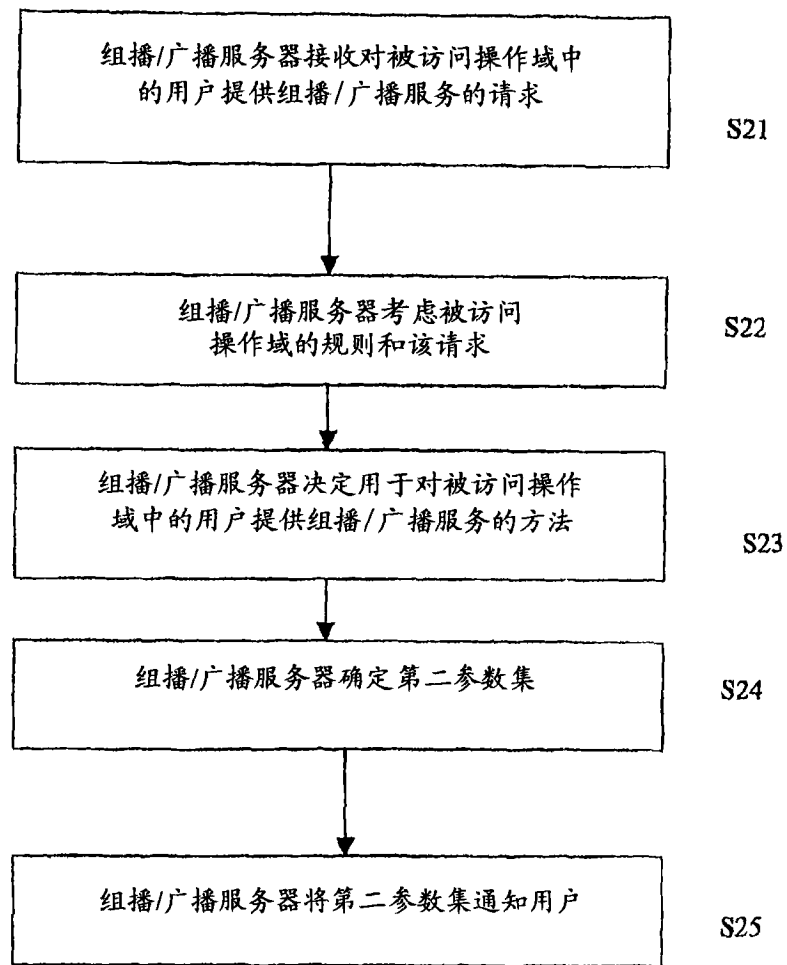 组播/广播服务器接收对被访问操作域中
的用户提供组播/广播服务的请求
S21
组播/广播服务器考虑被访问
操作域的规则和该请求
S22
组播/广播服务器决定用于对被访问操作
域中的用户提供组播/广播服务的方法
S23
组播/广播服务器确定第二参数集
S24
组播/广播服务器将第二参数集通知用户
S25